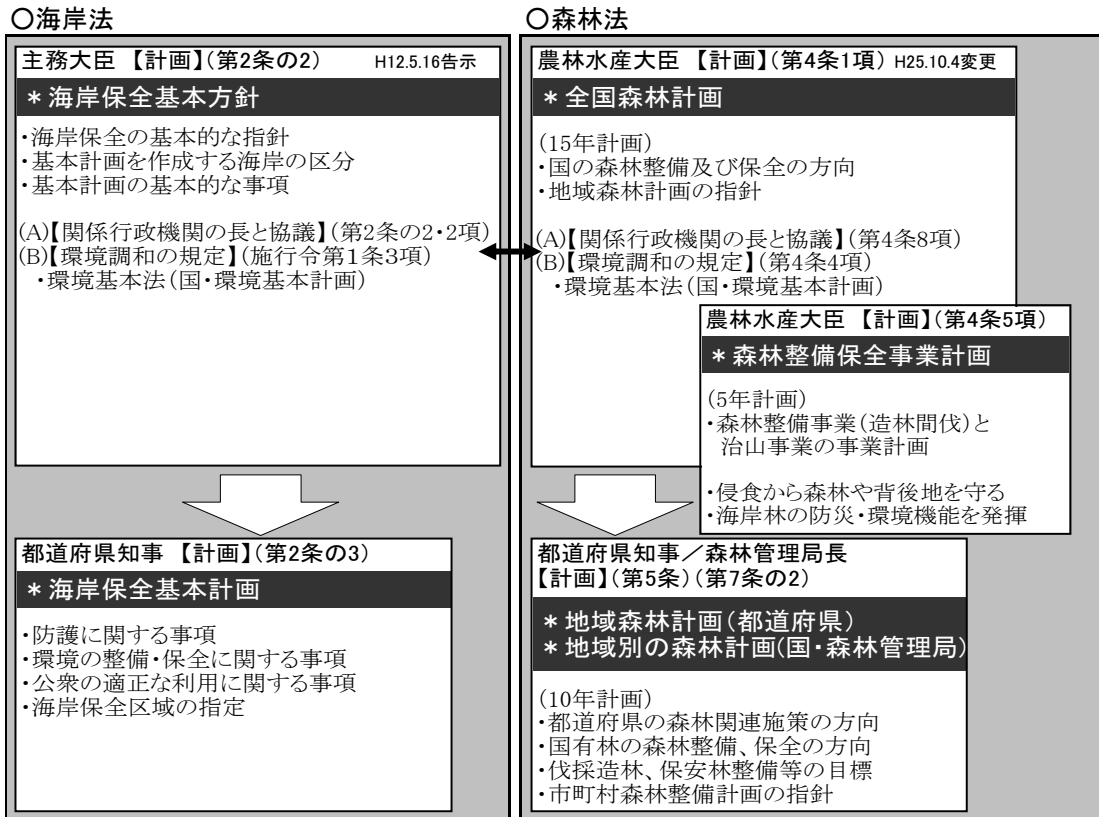 ○海岸法
主務大臣 【計画】(第2条の2) H12.5.16告示
＊海岸保全基本方針
・海岸保全の基本的な指針
・基本計画を作成する海岸の区分
・基本計画の基本的な事項
(A)【関係行政機関の長と協議】(第2条の2・2項)
(B)【環境調和の規定】(施行令第1条3項)
・環境基本法(国・環境基本計画)
都道府県知事 【計画】(第2条の3)
＊海岸保全基本計画
・防護に関する事項
・環境の整備・保全に関する事項
・公衆の適正な利用に関する事項
・海岸保全区域の指定
○森林法
農林水産大臣 【計画】(第4条1項) H25.10.4変更
＊全国森林計画
(15年計画)
・国の森林整備及び保全の方向
・地域森林計画の指針
(A)【関係行政機関の長と協議】(第4条8項)
(B)【環境調和の規定】(第4条4項)
・環境基本法(国・環境基本計画)
農林水産大臣 【計画】(第4条5項)
＊森林整備保全事業計画
(5年計画)
・森林整備事業(造林間伐)と
治山事業の事業計画
・侵食から森林や背後地を守る
・海岸林の防災・環境機能を発揮
都道府県知事／森林管理局長
【計画】(第5条)(第7条の2)
＊地域森林計画(都道府県)
＊地域別の森林計画(国・森林管理局)
(10年計画)
・都道府県の森林関連施策の方向
・国有林の森林整備、保全の方向
・伐採造林、保安林整備等の目標
・市町村森林整備計画の指針